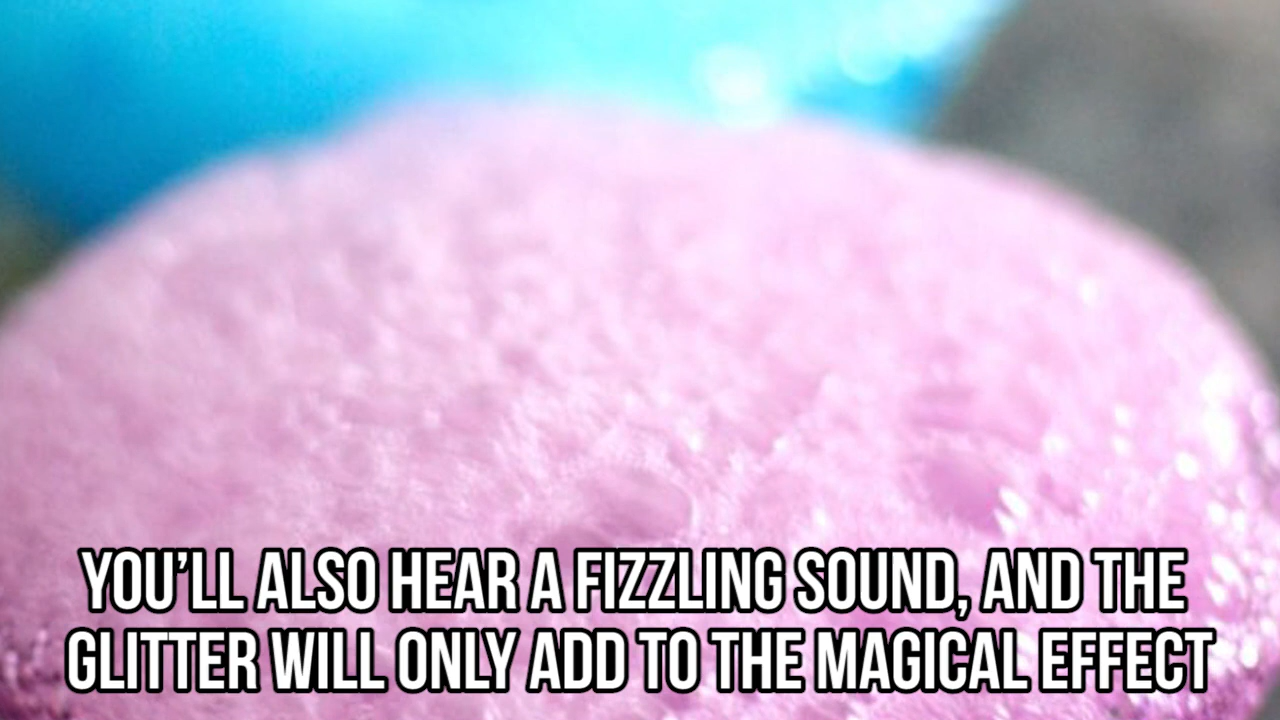 YOU'LL ALSO HEAR A FIZZLING SOUND, AND THE
GLITTER WILL ONLY ADD TO THE MAGICAL EFFECT